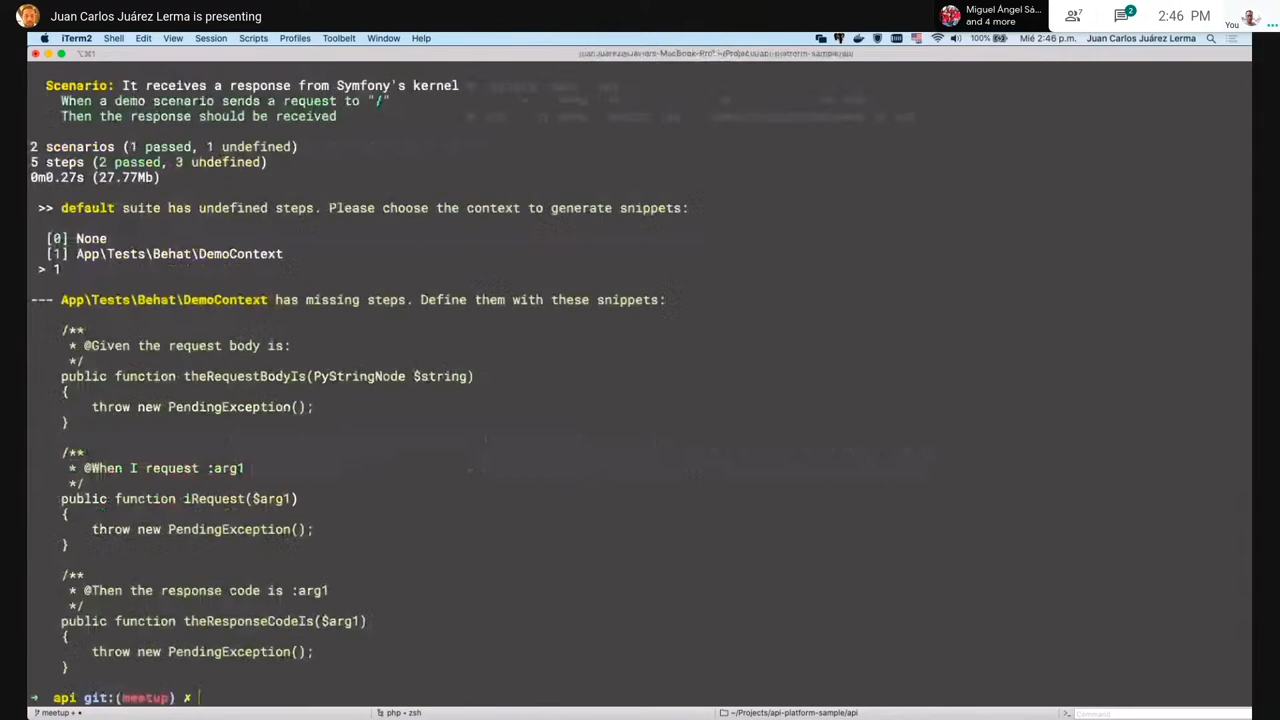 Juan Carlos Juárez Lerma is presenting
Miguel Ángel Sá...
and 4 more
7
2
2:46 PM
You
iTerm2 Shell Edit View Session Scripts Profiles Toolbelt Window Help
100% Mié 2:46 p.m. Juan Carlos Juárez Lerma
⌥⌘1
Scenario: It receives a response from Symfony's kernel
When a demo scenario sends a request to "/"
Then the response should be received
2 scenarios (1 passed, 1 undefined)
5 steps (2 passed, 3 undefined)
0m0.27s (27.77Mb)
>> default suite has undefined steps. Please choose the context to generate snippets:
[0] None
[1] App\Tests\Behat\DemoContext
> 1
--- App\Tests\Behat\DemoContext has missing steps. Define them with these snippets:
/**
* @Given the request body is:
*/
public function theRequestBodyIs(PyStringNode $string)
{
throw new PendingException();
}
/**
* @When I request :arg1
*/
public function iRequest($arg1)
{
throw new PendingException();
}
/**
* @Then the response code is :arg1
*/
public function theResponseCodeIs($arg1)
{
throw new PendingException();
}
→ api git:(meetup) ✗
meetup + •
php • zsh
~/Projects/api-platform-sample/api
Command